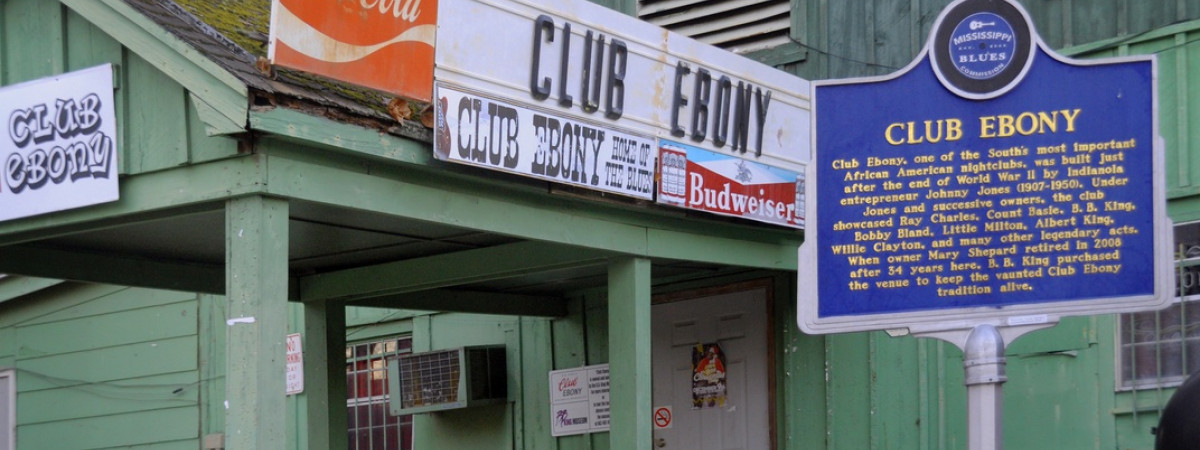 Cola
CLUB EBONY
CLUB
EBONY
CLUB EBONY HOME OF
THE BLUES
Budweiser
MISSISSIPPI
BLUES
COMMISSION
CLUB EBONY
Club Ebony, one of the South's most important
African American nightclubs, was built just
after the end of World War II by Indianola
entrepreneur Johnny Jones (1907-1950). Under
Jones and successive owners, the club
showcased Ray Charles, Count Basie, B. B. King,
Bobby Bland, Little Milton, Albert King,
Willie Clayton, and many other legendary acts.
When owner Mary Shepard retired in 2008
after 34 years here, B. B. King purchased
the venue to keep the vaunted Club Ebony
tradition alive.
NO
Club
EBONY
KING MUSEUM